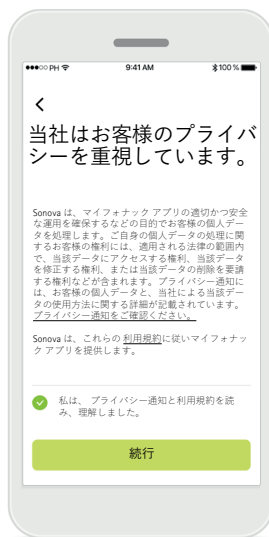 ●●●○○ PH 9:41 AM 100 %
当社はお客様のプライバ
シーを重視しています。
Sonova は、マイフォナック アプリの適切かつ安全
な運用を確保するなどの目的でお客様の個人デー
タを処理します。ご自身の個人データの処理に関
するお客様の権利には、適用される法律の範囲内
で、当該データにアクセスする権利、当該データ
を修正する権利、または当該データの削除を要請
する権利などが含まれます。プライバシー通知に
は、お客様の個人データと、当社による当該デー
タの使用方法に関する詳細が記載されています。
プライバシー通知をご確認ください。
Sonova は、これらの 利用規約に従いマイフォナッ
ク アプリを提供します。
私は、 プライバシー通知と利用規約を読
み、理解しました。
続行